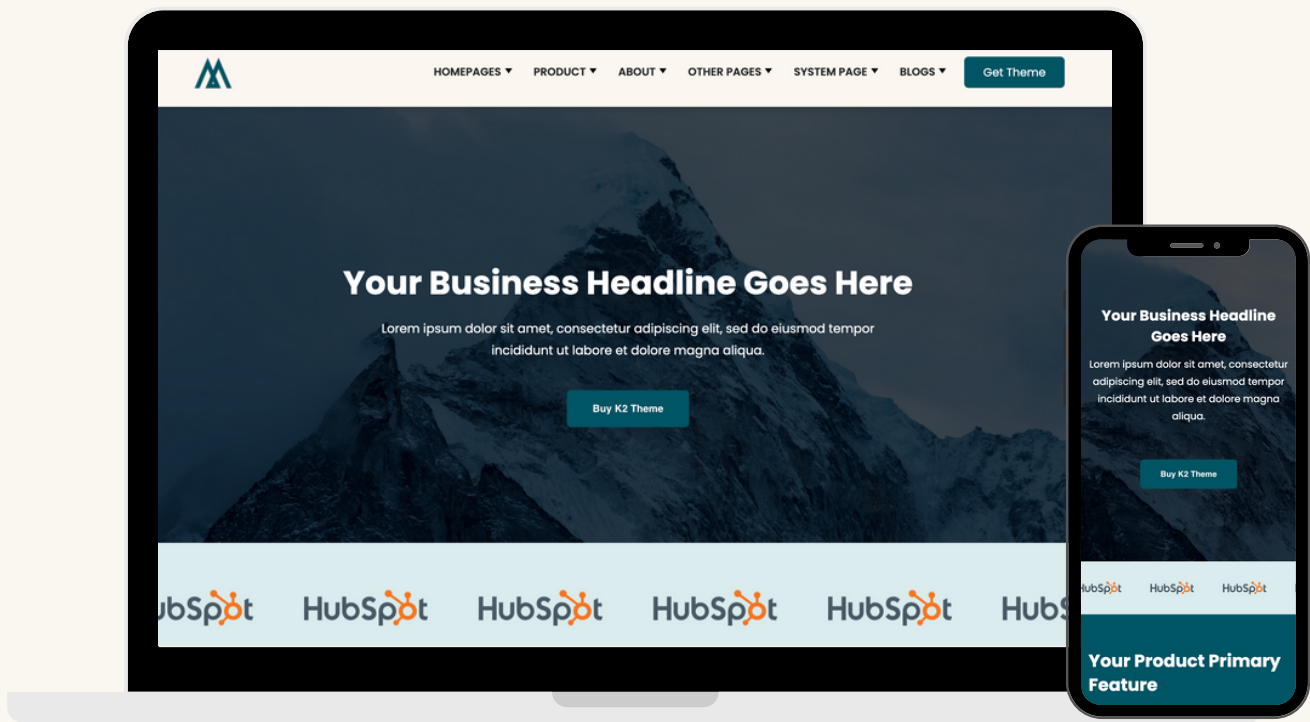 HOMEPAGES PRODUCT ABOUT OTHER PAGES SYSTEM PAGE BLOGS Get Theme
Your Business Headline Goes Here
Lorem ipsum dolor sit amet, consectetur adipiscing elit, sed do eiusmod tempor
incididunt ut labore et dolore magna aliqua.
Buy K2 Theme
ubSpot HubSpot HubSpot HubSpot HubSpot HubS
Your Business Headline
Goes Here
Lorem ipsum dolor sit amet, consectetur
adipiscing elit, sed do eiusmod tempor
incididunt ut labore et dolore magna
aliqua.
Buy K2 Theme
HubSpot HubSpot HubSpot
Your Product Primary
Feature